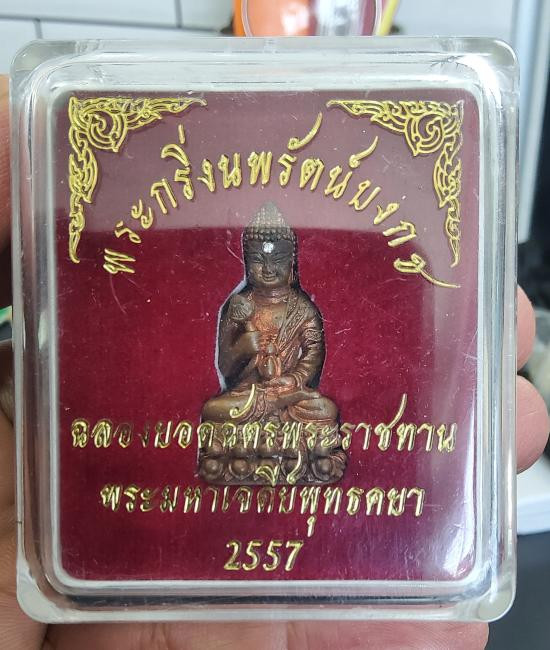 พระกริ่งนพรัตน์มงกุฎ
ฉลองยอดฉัตรพระราชทาน
พระมหาเจดีย์พุทธคยา
2557